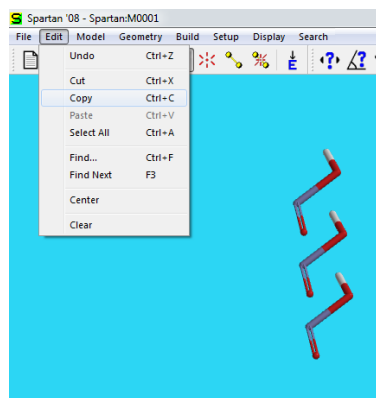 S Spartan '08 - Spartan:M0001
File Edit Model Geometry Build Setup Display Search
E ? ?
Undo Ctrl+Z
Cut Ctrl+X
Copy Ctrl+C
Paste Ctrl+V
Select All Ctrl+A
Find... Ctrl+F
Find Next F3
Center
Clear